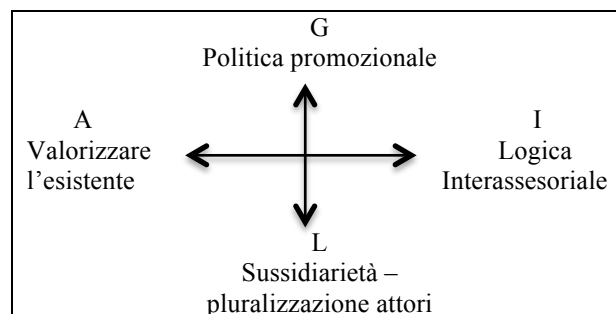 G
Politica promozionale
A
Valorizzare
l’esistente
I
Logica
Interassesoriale
L
Sussidiarietà –
pluralizzazione attori